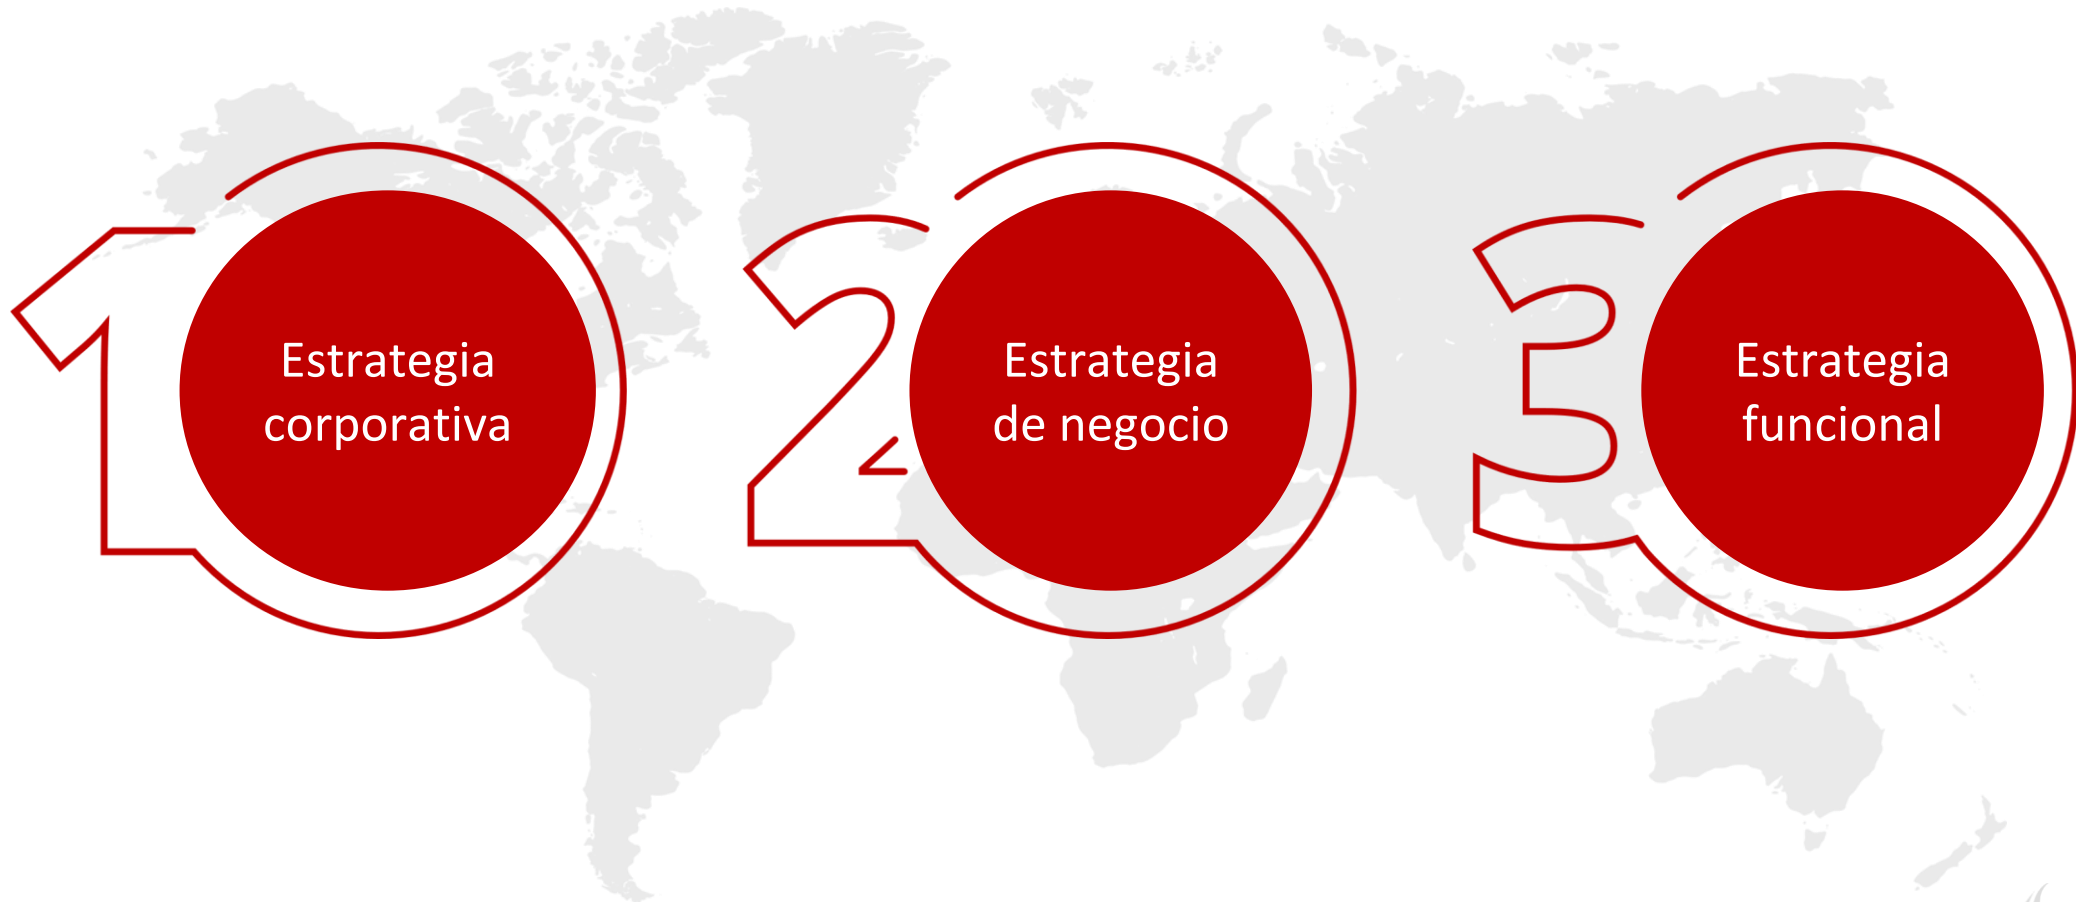 1
Estrategia
corporativa
2
Estrategia
de negocio
3
Estrategia
funcional